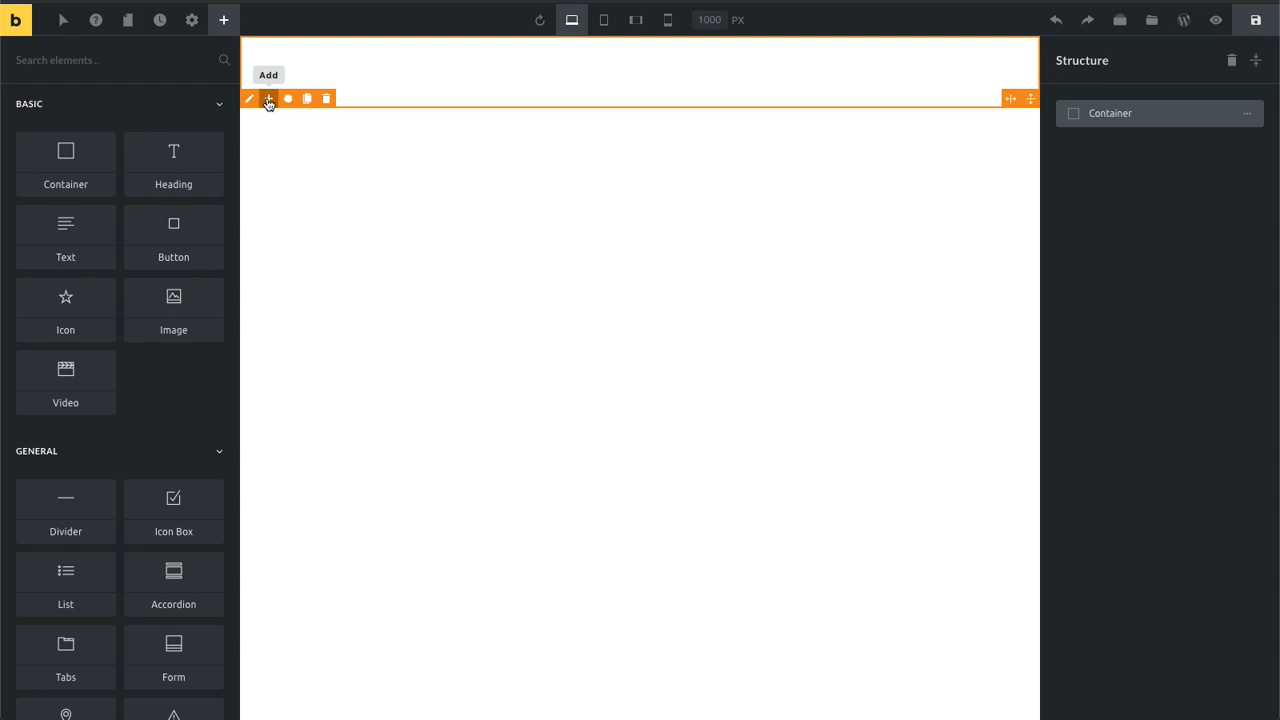 b
1000 PX
Search elements ..
Structure
Add
BASIC
Container
Container Heading
Text Button
Icon Image
Video
GENERAL
Divider Icon Box
List Accordion
Tabs Form